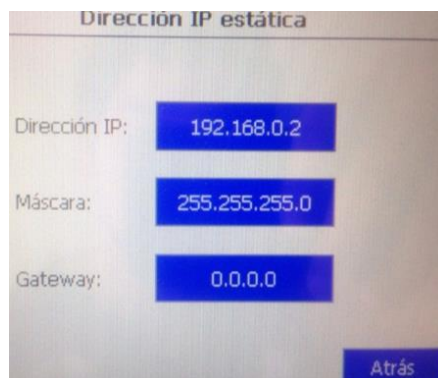 Dirección IP estática
Dirección IP: 192.168.0.2
Máscara: 255.255.255.0
Gateway: 0.0.0.0
Atrás